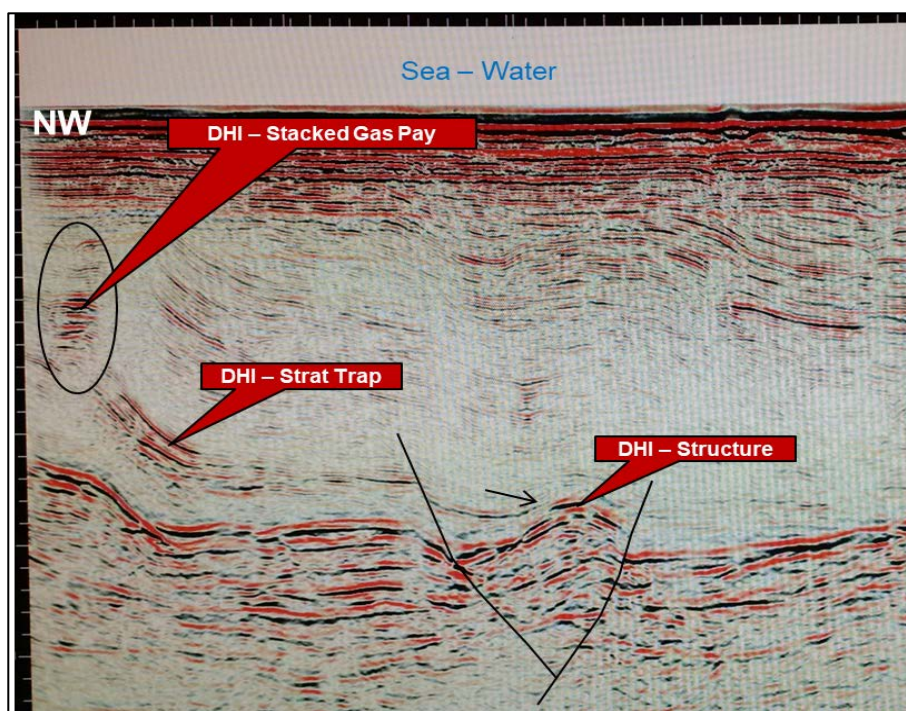 Sea – Water
NW
DHI – Stacked Gas Pay
DHI – Strat Trap
DHI – Structure